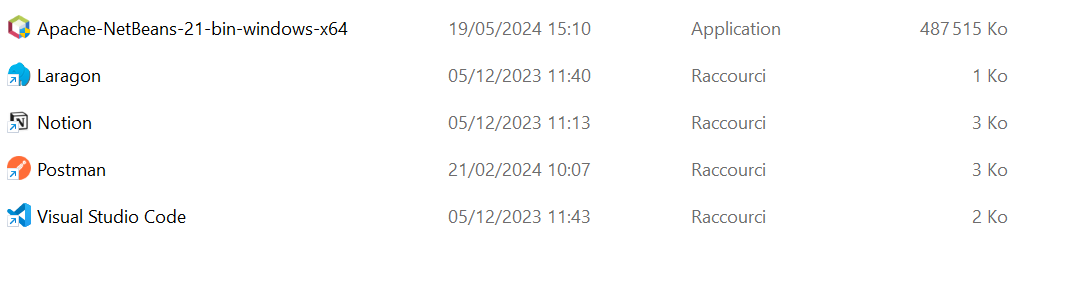 Apache-NetBeans-21-bin-windows-x64 19/05/2024 15:10 Application 487 515 Ko
Laragon 05/12/2023 11:40 Raccourci 1 Ko
Notion 05/12/2023 11:13 Raccourci 3 Ko
Postman 21/02/2024 10:07 Raccourci 3 Ko
Visual Studio Code 05/12/2023 11:43 Raccourci 2 Ko